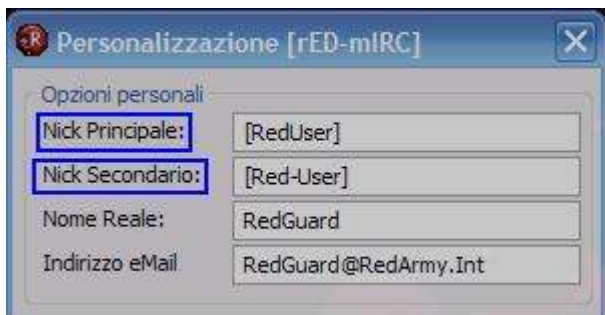 Personalizzazione [rED-mIRC]
Opzioni personali
Nick Principale: [RedUser]
Nick Secondario: [Red-User]
Nome Reale: RedGuard
Indirizzo eMail RedGuard@RedArmy.Int